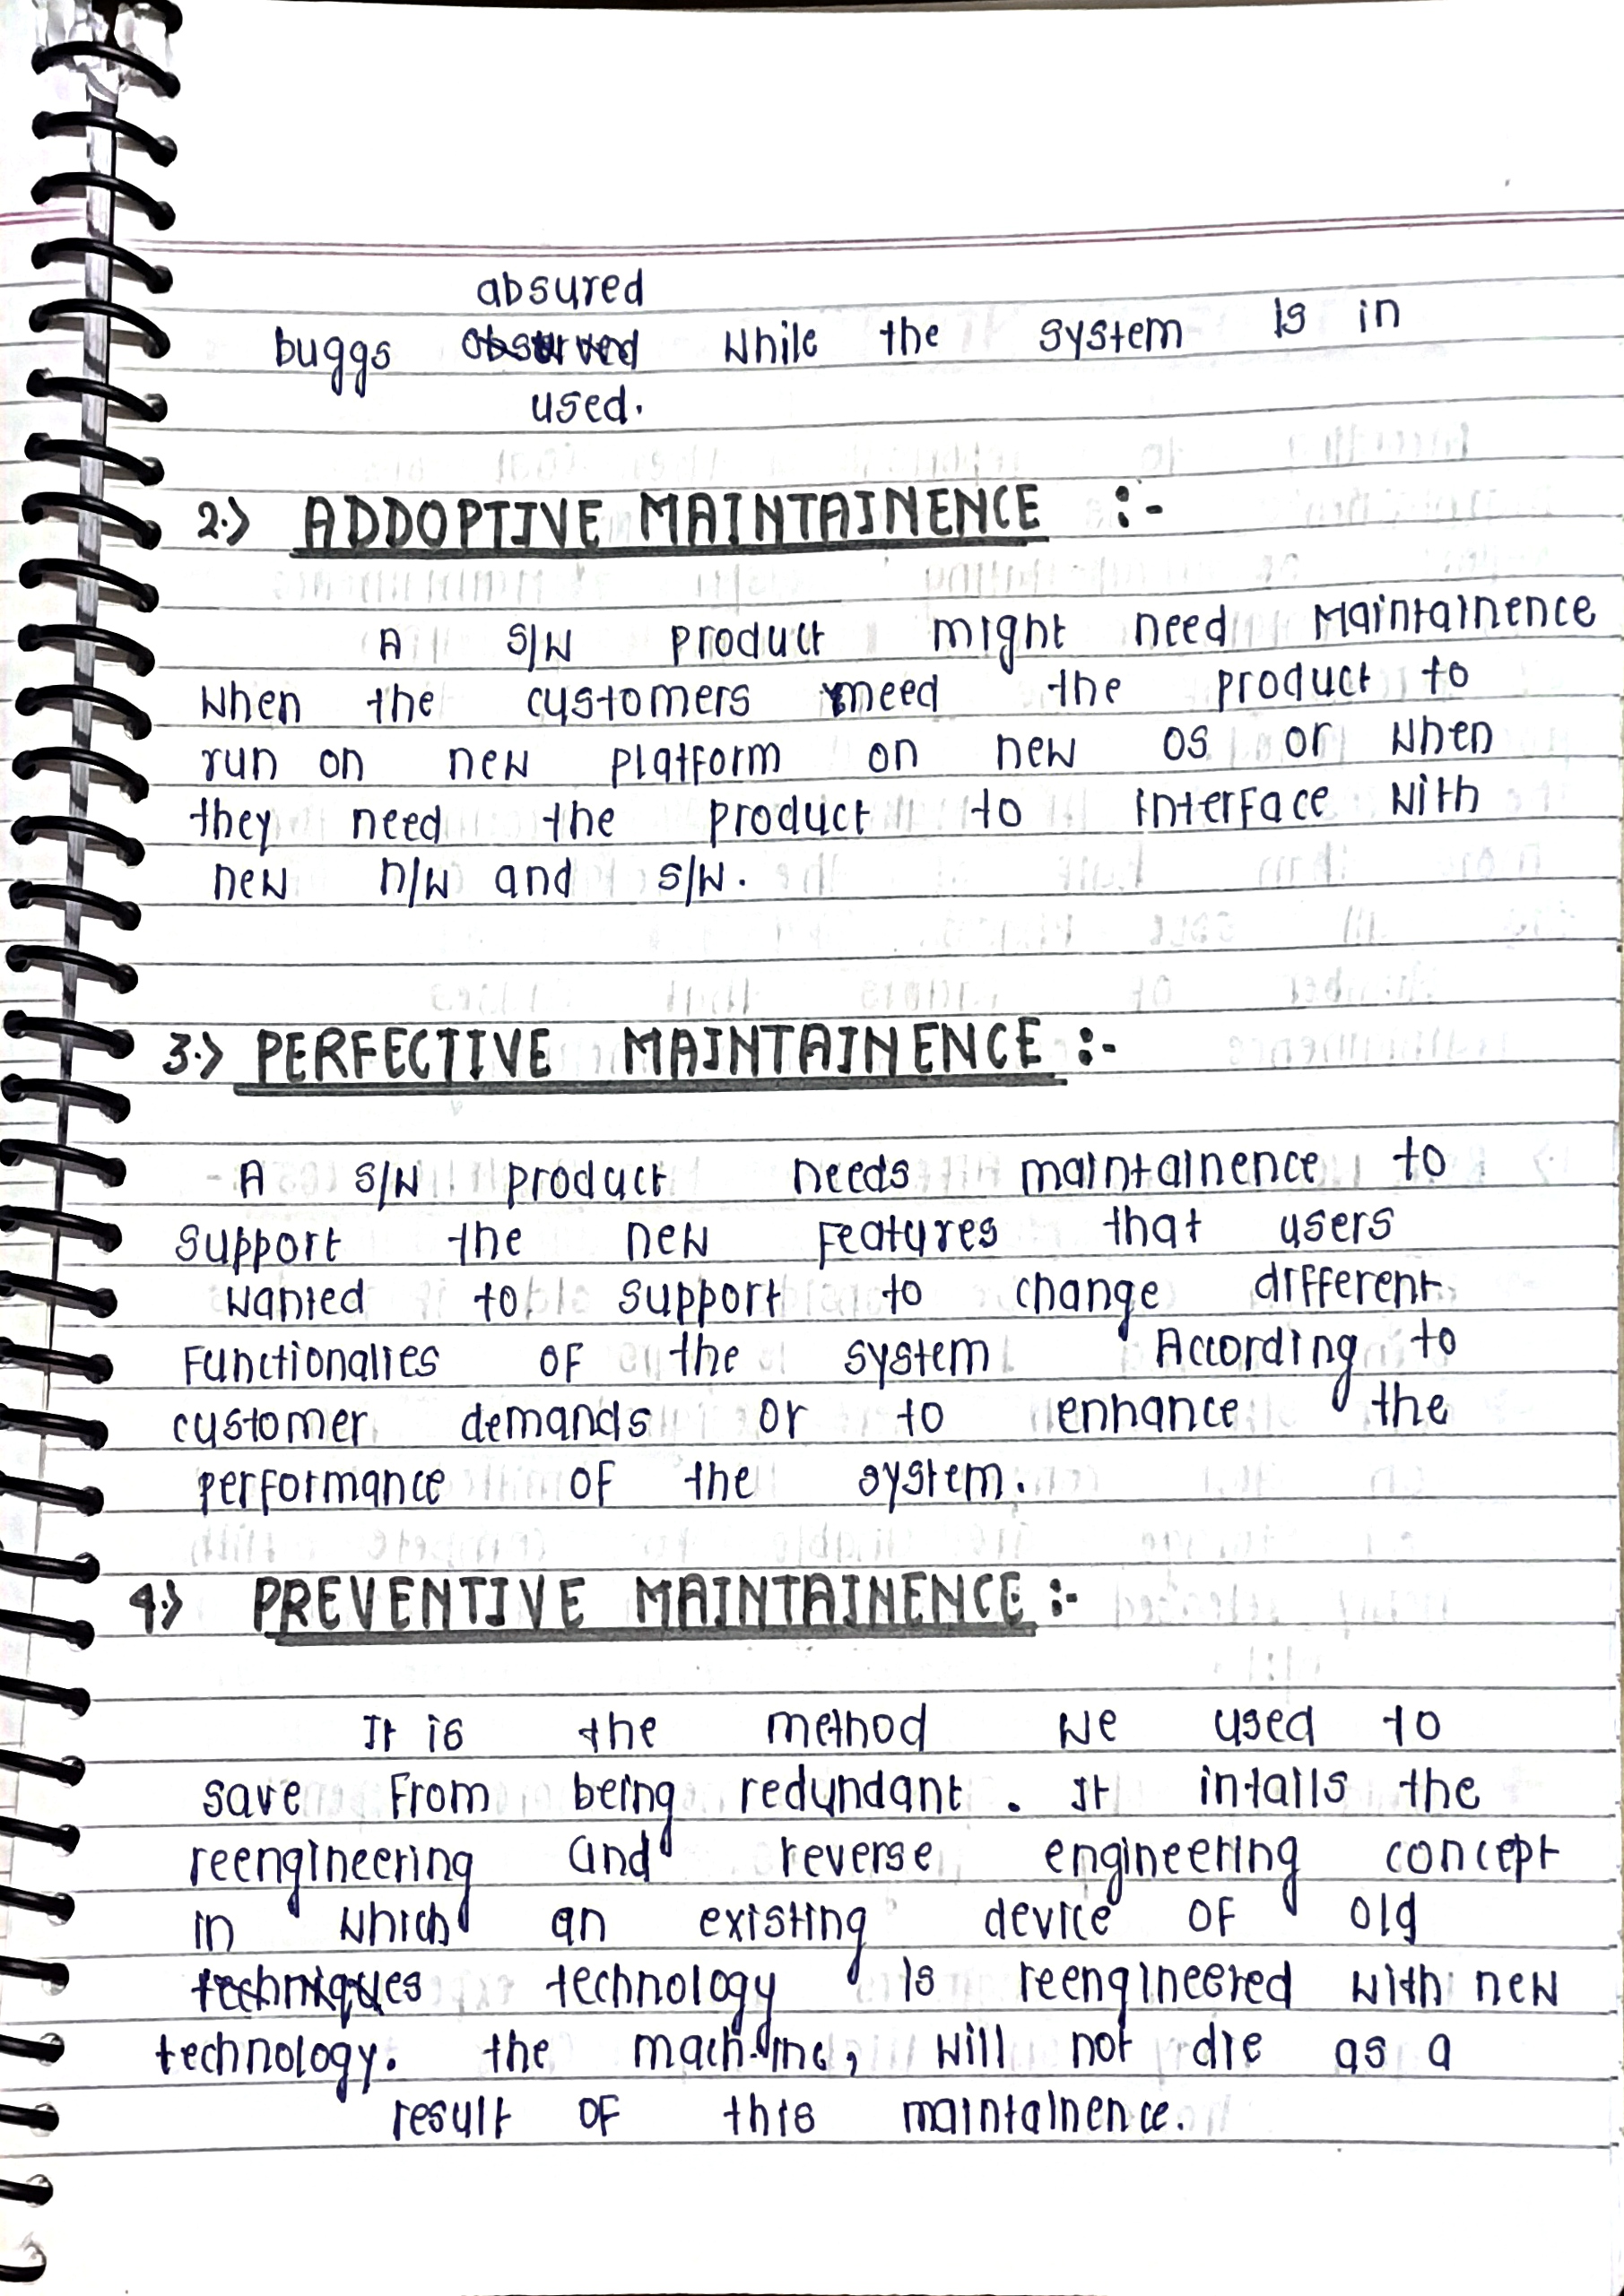 absured
buggs observed while the system is in
used.
2.> ADDOPTIVE MAINTAINENCE :-
A S/W product might need Maintainence
when the customers need the product to
run on new platform on new OS or when
they need the product to interface with
new n/w and s/w.
3.> PERFECTIVE MAINTAINENCE :-
A S/W product needs maintainence to
support the new features that users
wanted to support to change different
functionalies of the system According to
customer demands or to enhance the
performance of the system.
4.> PREVENTIVE MAINTAINENCE :-
It is the method we used to
save from being redundant. It intails the
reengineering and reverse engineering concept
in which an existing device of old
techniques technology is reengineered with new
technology. the machine, will not die as a
result of this maintainence.